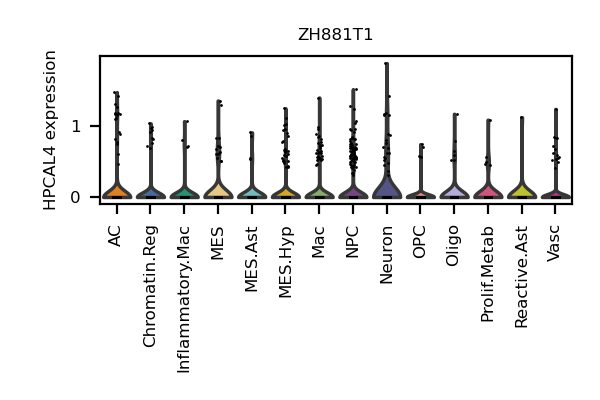 ZH881T1
HPCAL4 expression
1
0
AC
Chromatin.Reg
Inflammatory.Mac
MES
MES.Ast
MES.Hyp
Mac
NPC
Neuron
OPC
Oligo
Prolif.Metab
Reactive.Ast
Vasc